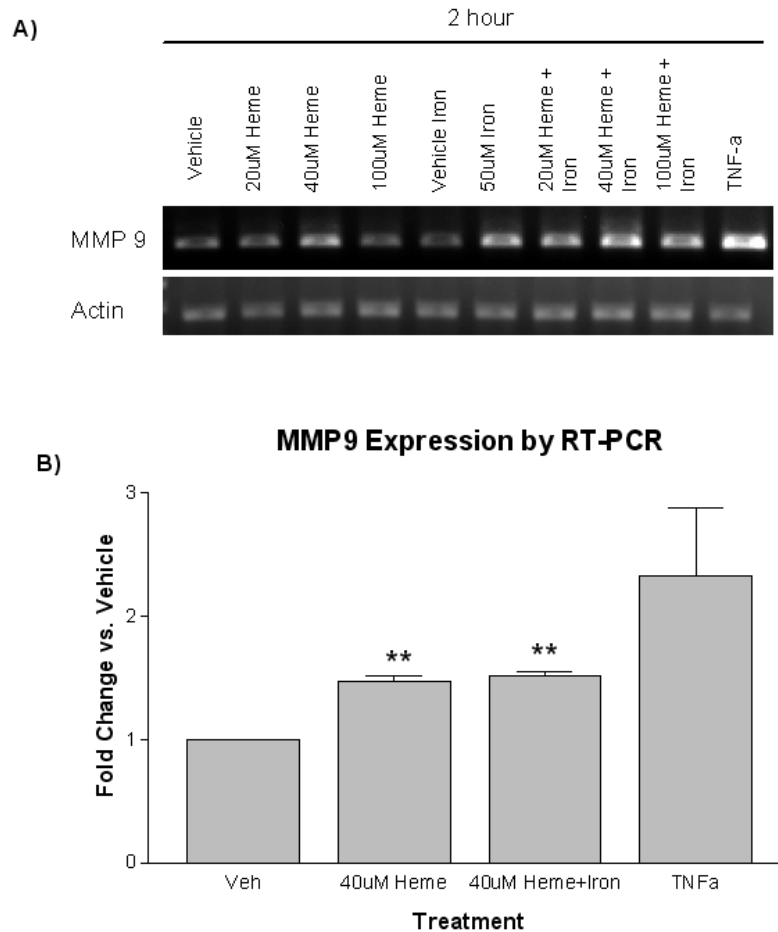 A)
2 hour
Vehicle
20uM Heme
40uM Heme
100uM Heme
Vehicle Iron
50uM Iron
20uM Heme +
Iron
40uM Heme +
Iron
100uM Heme +
Iron
TNF-a
MMP 9
Actin
B)
MMP9 Expression by RT-PCR
Fold Change vs. Vehicle
3
2
1
0
**
**
Veh
40uM Heme
40uM Heme+Iron
TNFa
Treatment